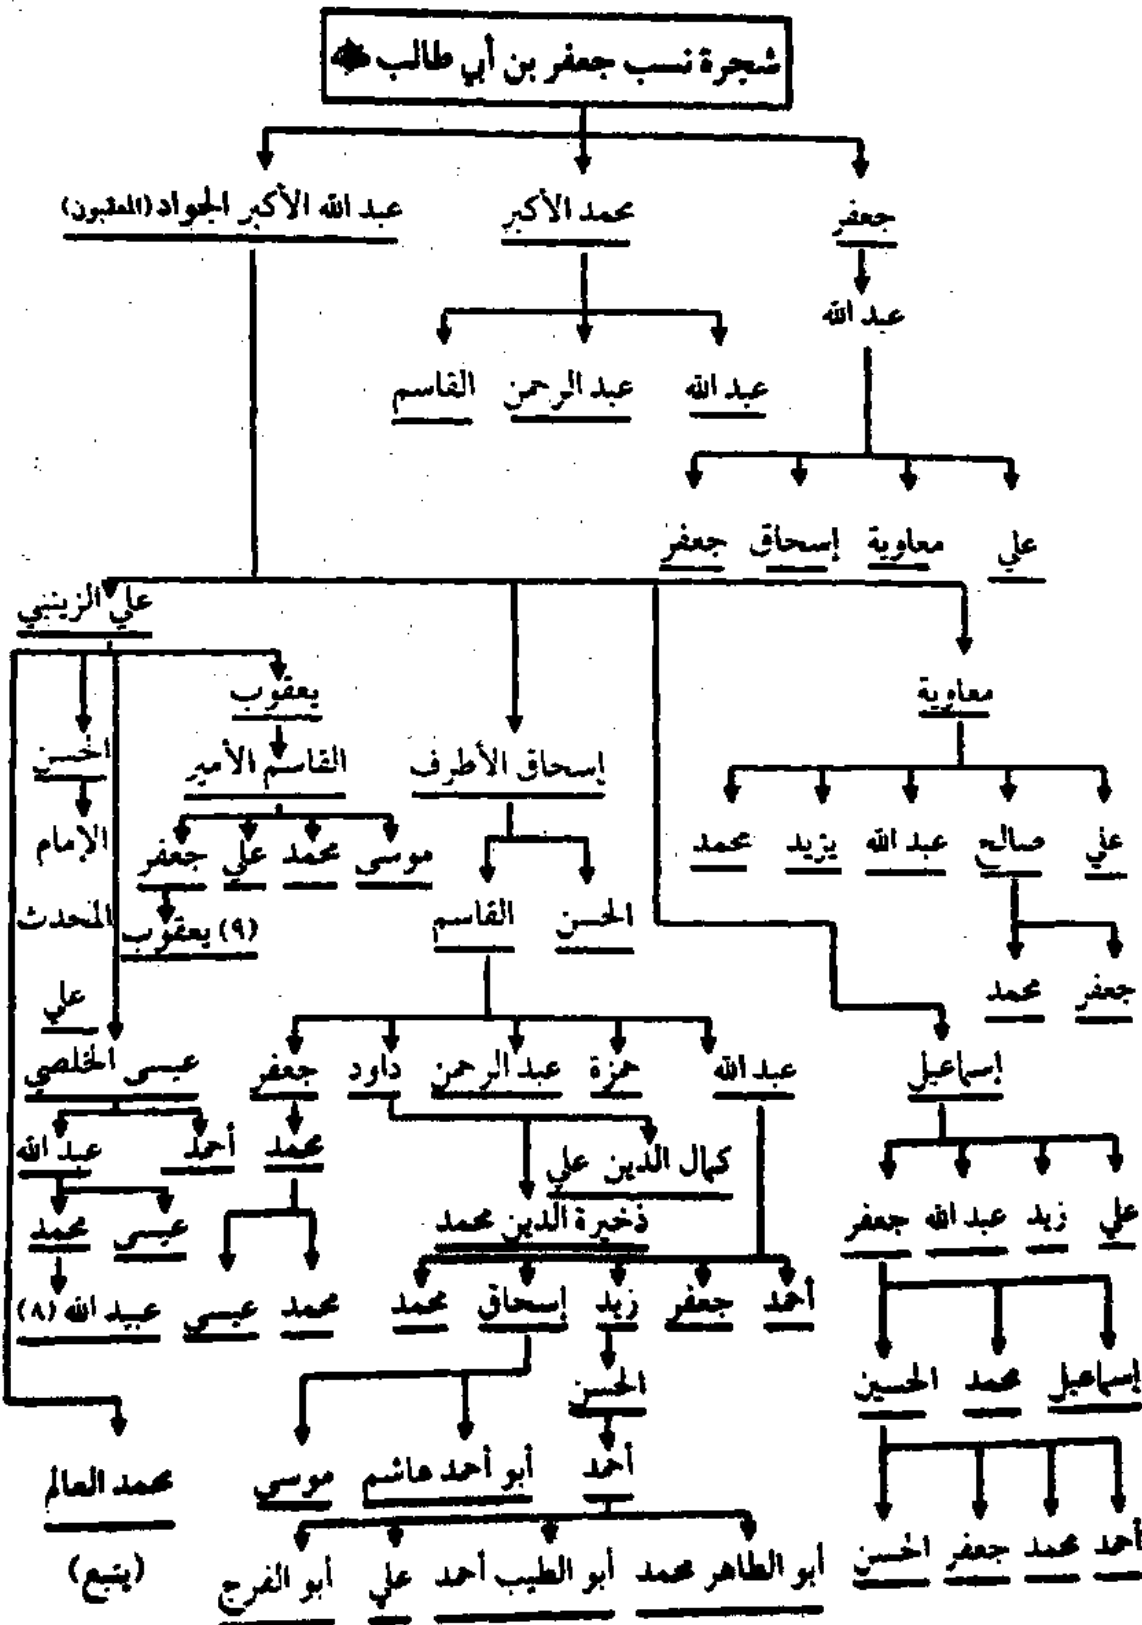 شجرة نسب جعفر بن أبي طالب
جعفر محمد الأكبر عبد الله الأكبر الجواد (المعقبون)
عبد الله
عبد الله عبد الرحمن القاسم
علي معاوية إسحاق جعفر
علي الزينبي
معاوية يعقوب
الحسن
إسحاق الأطرف القاسم الأمير
علي صالح عبد الله يزيد محمد
موسى محمد علي جعفر الإمام
الحسن القاسم (٩) يعقوب المحدث
جعفر محمد علي
إسماعيل عبد الله حمزة عبد الرحمن داود جعفر عيسى الخلصي
كمال الدين علي محمد أحمد عبد الله
علي زيد عبد الله جعفر ذخيرة الدين محمد عيسى محمد
أحمد جعفر زيد إسحاق محمد محمد عيسى عبيد الله (٨)
إسماعيل محمد الحسين الحسن
أحمد أبو أحمد هاشم موسى محمد العالم
أحمد محمد جعفر الحسن أبو الطاهر محمد أبو الطيب أحمد علي أبو الفرج (يتبع)